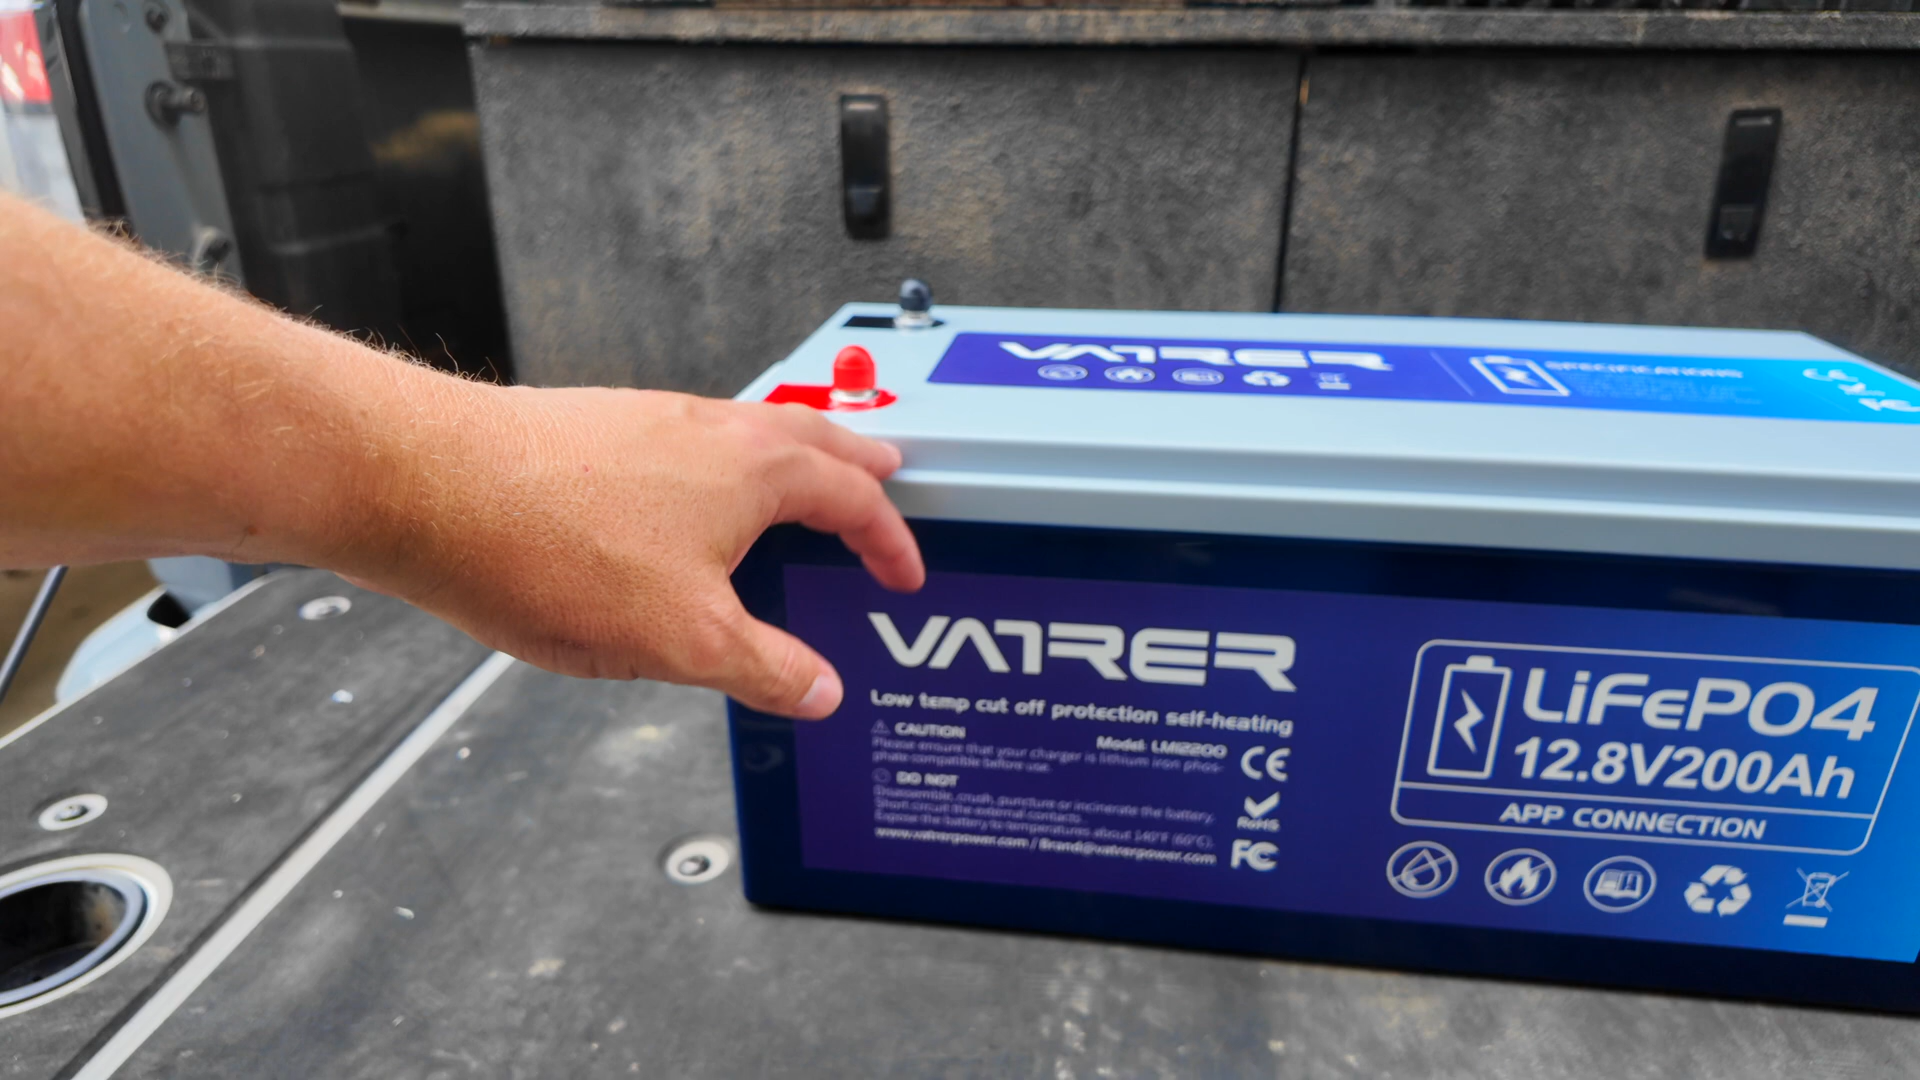 VATRER
SPECIFICATIONS
CE
FC
VATRER
Low temp cut off protection self-heating
CAUTION
Model: LM12200
Please ensure that your charger is lithium iron phos-
phate compatible before use.
DO NOT
Disassemble, crush, puncture or incinerate the battery.
Short circuit the external contacts.
Expose the battery to temperatures about 140°F (60°C).
www.vatrerpower.com / Brand@vatrerpower.com
CE
RoHS
FC
LiFePO4
12.8V200Ah
APP CONNECTION